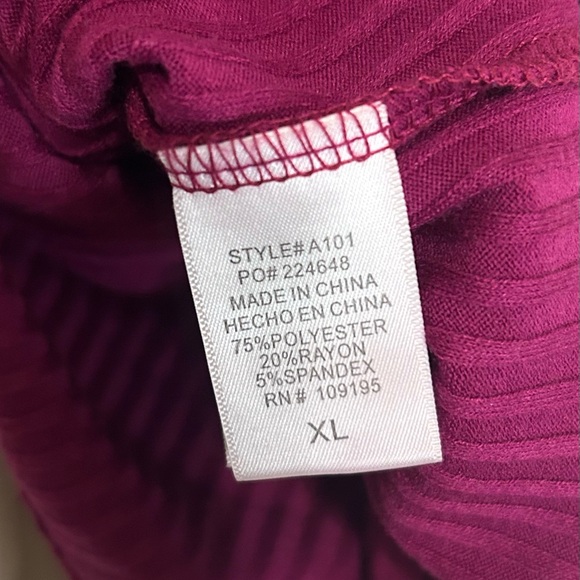 STYLE# A101
PO# 224648
MADE IN CHINA
HECHO EN CHINA
75%POLYESTER
20%RAYON
5%SPANDEX
RN# 109195
XL